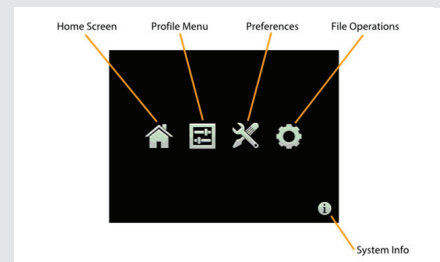 Home Screen
Profile Menu
Preferences
File Operations
System Info